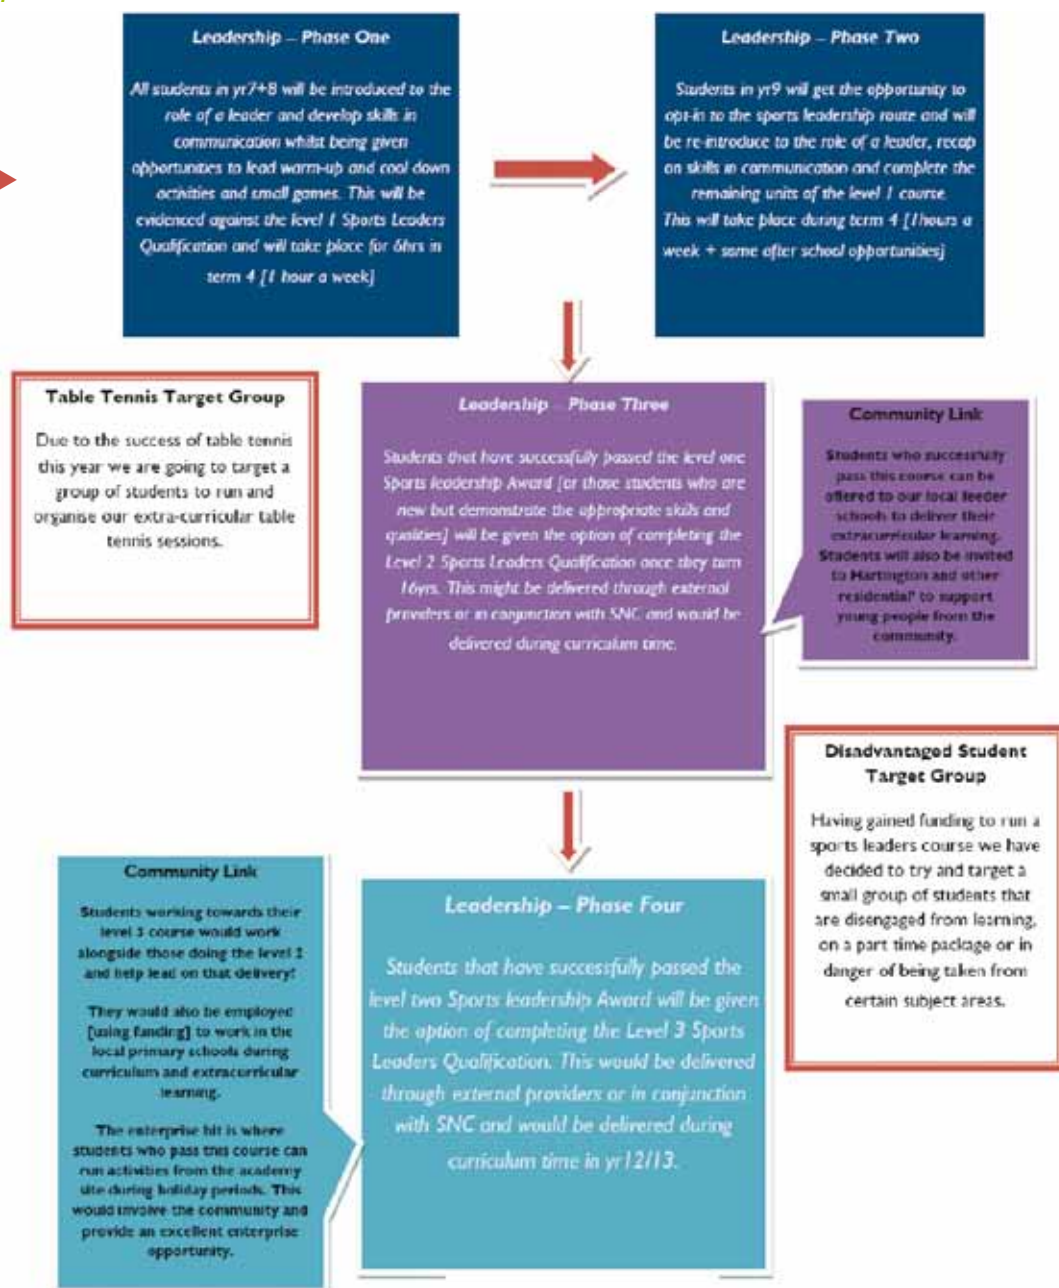 Leadership – Phase One
All students in yr7+8 will be introduced to the
role of a leader and develop skills in
communication whilst being given
opportunities to lead warm-up and cool down
activities and small games. This will be
evidenced against the level 1 Sports Leaders
Qualification and will take place for 6hrs in
term 4 [1 hour a week]
Leadership – Phase Two
Students in yr9 will get the opportunity to
opt-in to the sports leadership route and will
be re-introduce to the role of a leader, recap
on skills in communication and complete the
remaining units of the level 1 course.
This will take place during term 4 [1hours a
week + some after school opportunities]
Table Tennis Target Group
Due to the success of table tennis
this year we are going to target a
group of students to run and
organise our extra-curricular table
tennis sessions.
Leadership – Phase Three
Students that have successfully passed the level one
Sports leadership Award [or those students who are
new but demonstrate the appropriate skills and
qualities] will be given the option of completing the
Level 2 Sports Leaders Qualification once they turn
16yrs. This might be delivered through external
providers or in conjunction with SNC and would be
delivered during curriculum time.
Community Link
Students who successfully
pass this course can be
offered to our local feeder
schools to deliver their
extracurricular learning.
Students will also be invited
to Hartington and other
residential' to support
young people from the
community.
Disadvantaged Student
Target Group
Having gained funding to run a
sports leaders course we have
decided to try and target a
small group of students that
are disengaged from learning,
on a part time package or in
danger of being taken from
certain subject areas.
Community Link
Students working towards their
level 3 course would work
alongside those doing the level 2
and help lead on that delivery!
They would also be employed
[using funding] to work in the
local primary schools during
curriculum and extracurricular
learning.
The enterprise bit is where
students who pass this course can
run activities from the academy
site during holiday periods. This
would involve the community and
provide an excellent enterprise
opportunity.
Leadership – Phase Four
Students that have successfully passed the
level two Sports leadership Award will be given
the option of completing the Level 3 Sports
Leaders Qualification. This would be delivered
through external providers or in conjunction
with SNC and would be delivered during
curriculum time in yr12/13.